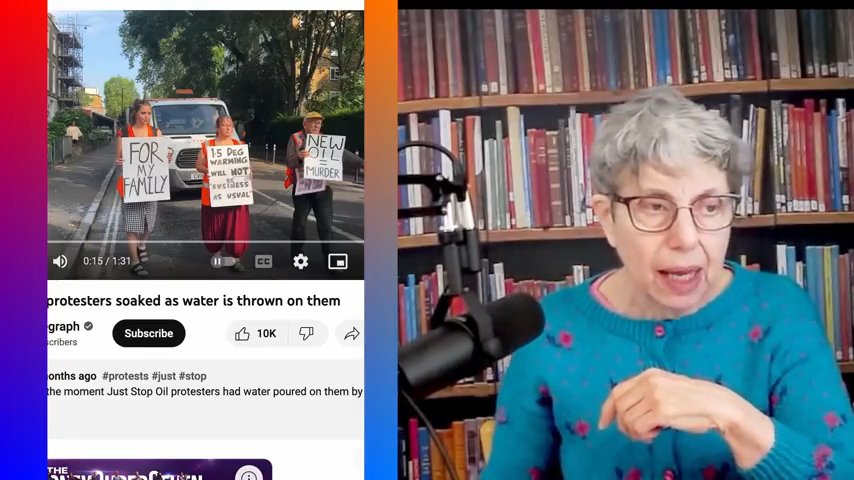 FOR
MY
FAMILY
1.5 DEG
WARMING
WILL NOT
BE
"BUSINESS
AS USUAL"
NEW
OIL
=
MURDER
0:15 / 1:31
CC
protesters soaked as water is thrown on them
egraph
scribers
Subscribe
10K
onths ago #protests #just #stop
the moment Just Stop Oil protesters had water poured on them by
THE